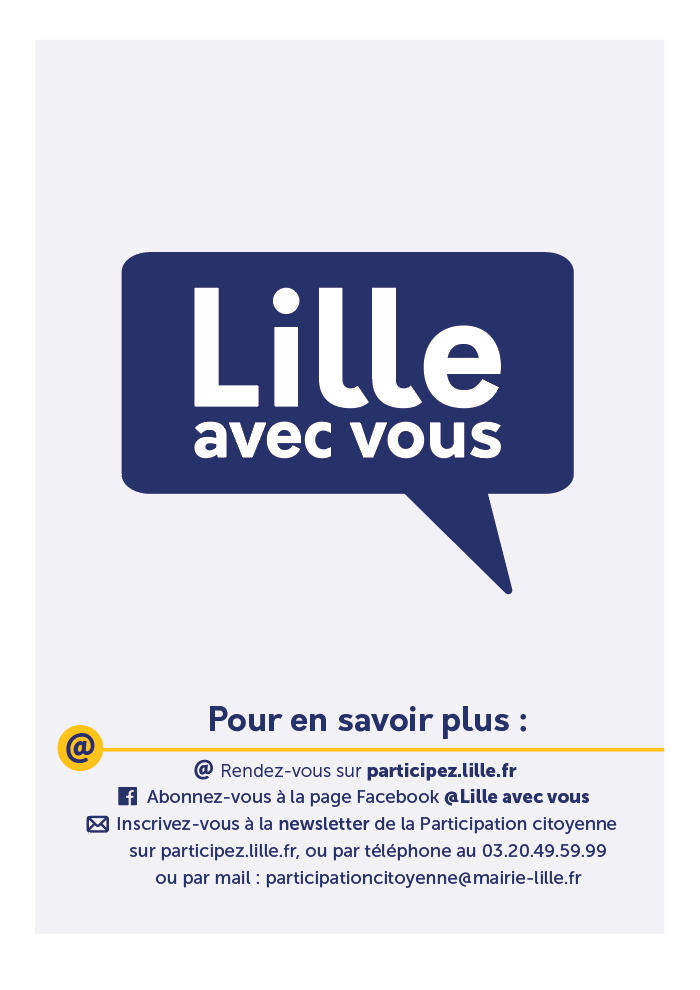 Lille
avec vous
Pour en savoir plus :
@
@ Rendez-vous sur participez.lille.fr
Abonnez-vous à la page Facebook @Lille avec vous
Inscrivez-vous à la newsletter de la Participation citoyenne
sur participez.lille.fr, ou par téléphone au 03.20.49.59.99
ou par mail : participationcitoyenne@mairie-lille.fr